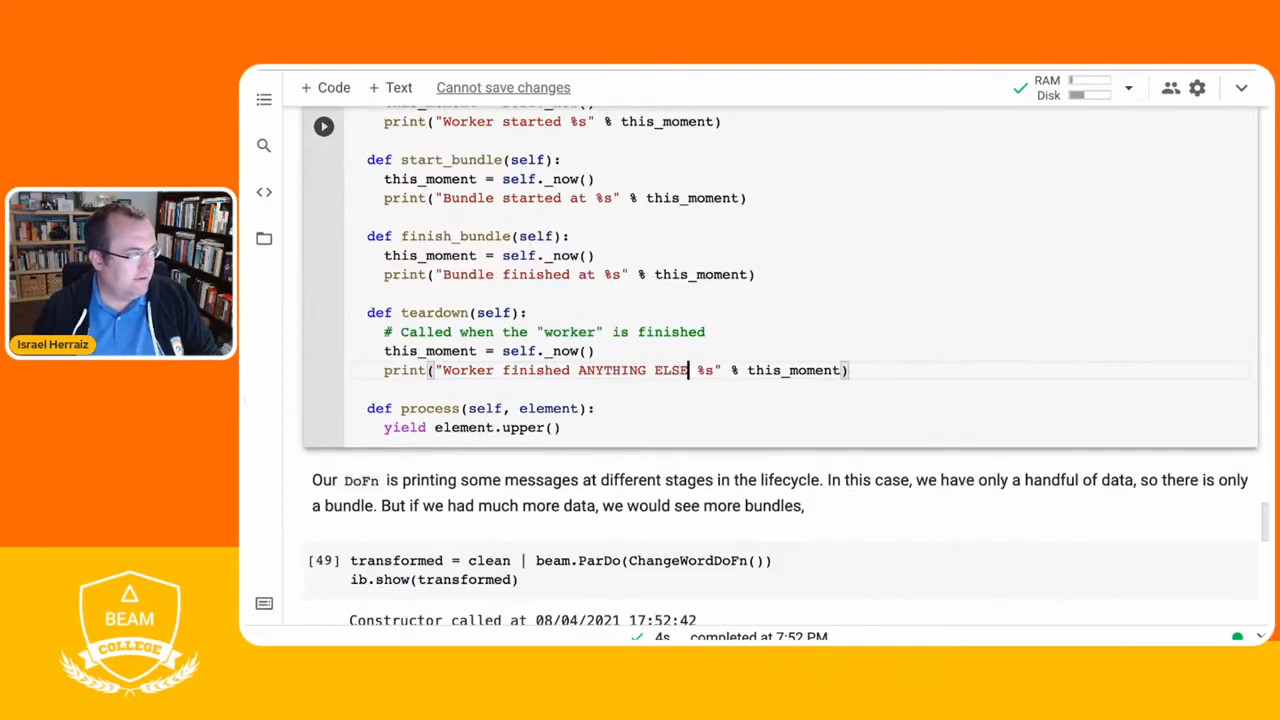 + Code + Text Cannot save changes
RAM
Disk
print("Worker started %s" % this_moment)
def start_bundle(self):
this_moment = self._now()
print("Bundle started at %s" % this_moment)
def finish_bundle(self):
this_moment = self._now()
print("Bundle finished at %s" % this_moment)
def teardown(self):
# Called when the "worker" is finished
this_moment = self._now()
print("Worker finished ANYTHING ELSE %s" % this_moment)
def process(self, element):
yield element.upper()
Our DoFn is printing some messages at different stages in the lifecycle. In this case, we have only a handful of data, so there is only
a bundle. But if we had much more data, we would see more bundles,
[49] transformed = clean | beam.ParDo(ChangeWordDoFn())
ib.show(transformed)
Constructor called at 08/04/2021 17:52:42
4s completed at 7:52 PM
Israel Herraiz
BEAM
COLLEGE